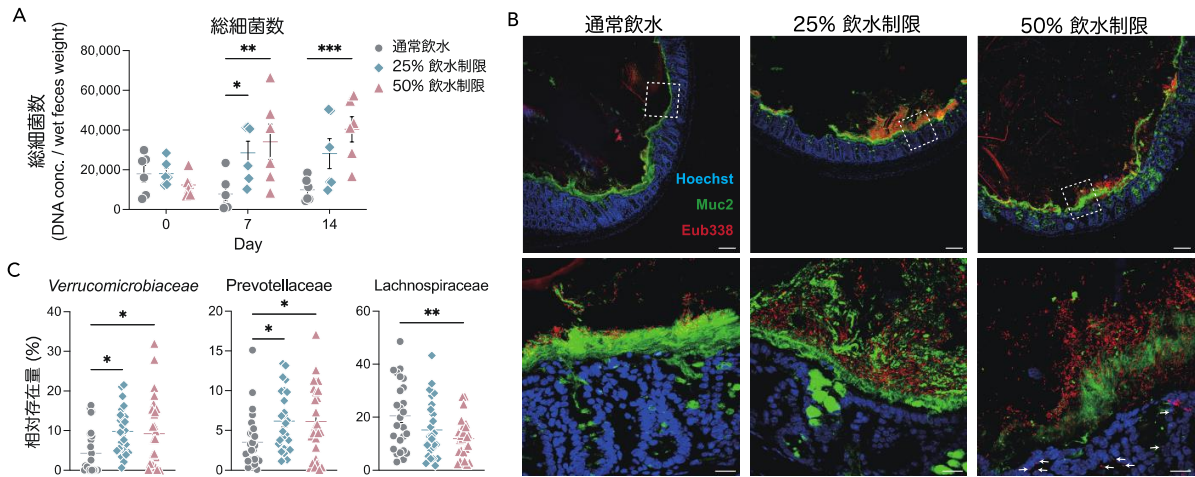 A
総細菌数
総細菌数
(DNA conc. / wet feces weight)
80,000
60,000
40,000
20,000
0
**
*
***
0
7
14
Day
通常飲水
25% 飲水制限
50% 飲水制限
B
通常飲水
25% 飲水制限
50% 飲水制限
Hoechst
Muc2
Eub338
C
相対存在量 (%)
Verrucomicrobiaceae
40
30
20
10
0
*
*
Prevotellaceae
20
15
10
5
0
*
*
Lachnospiraceae
60
40
20
0
**